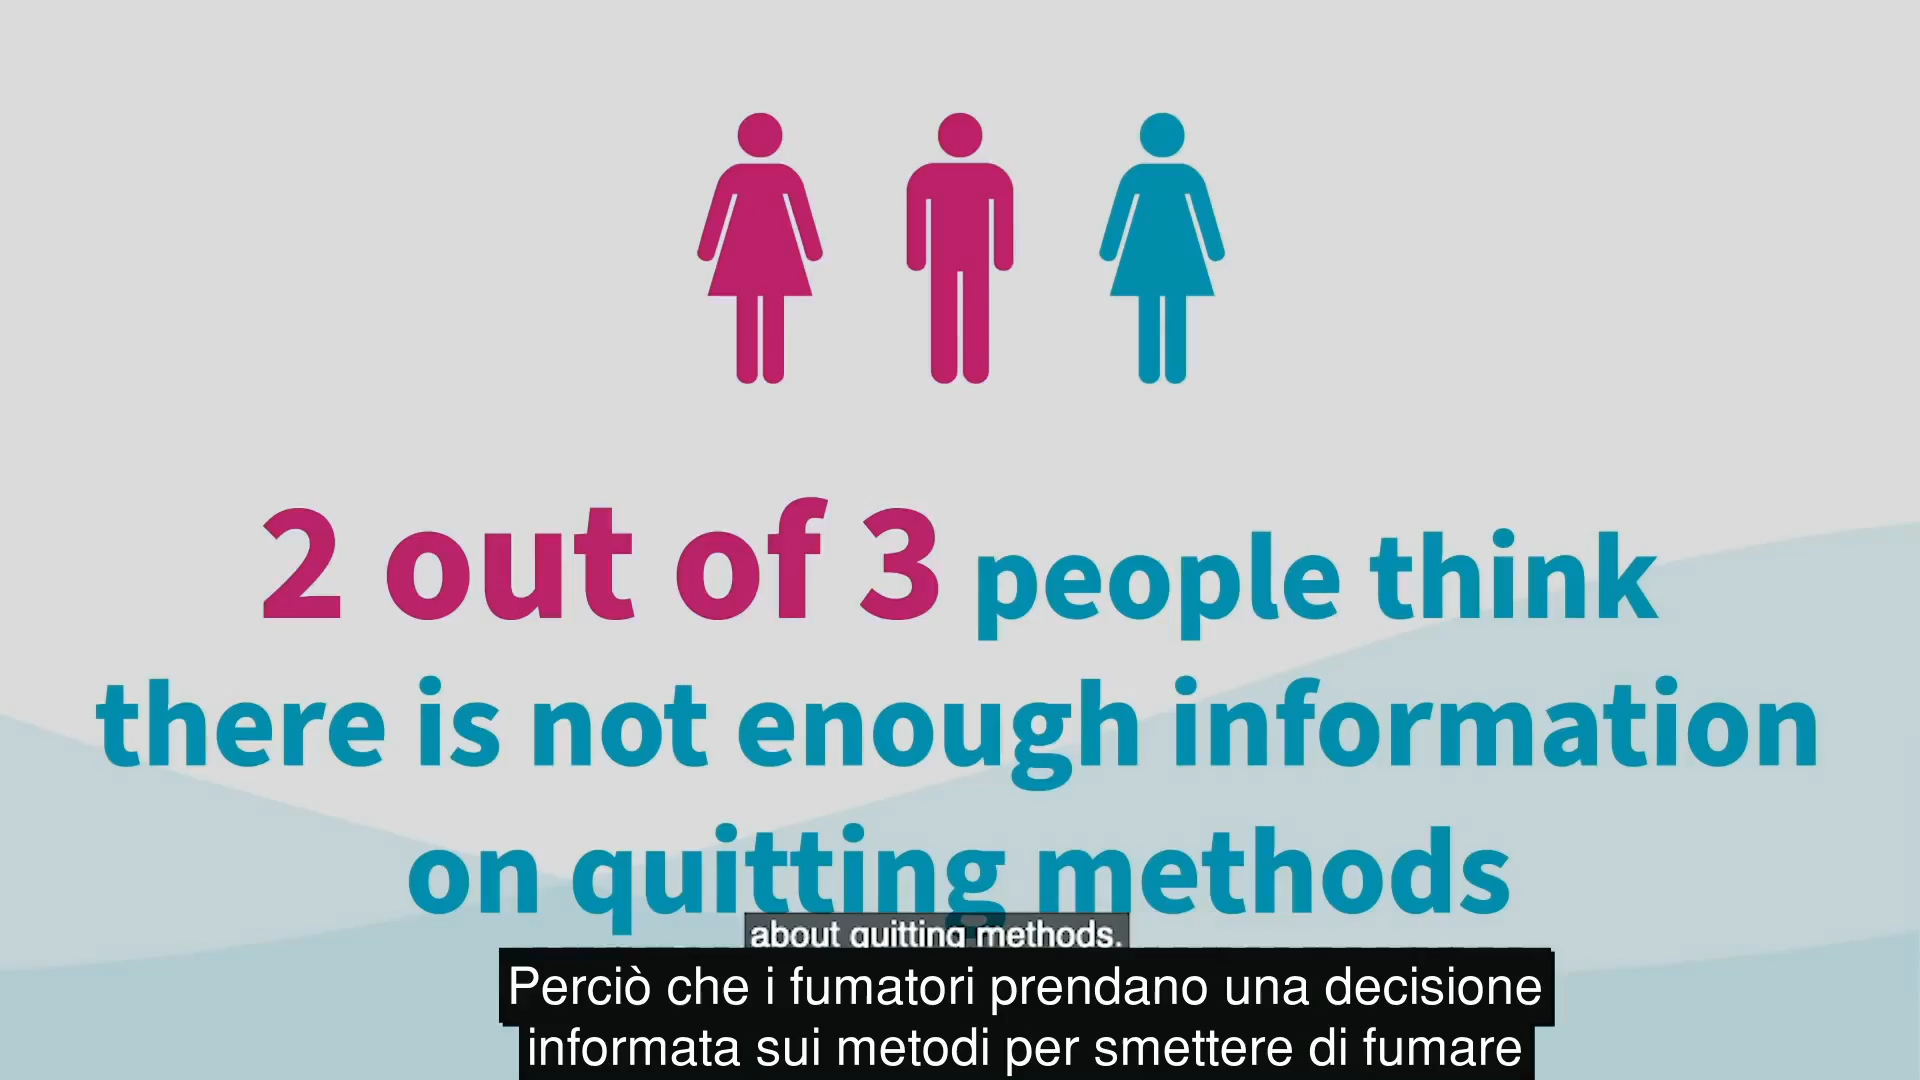 2 out of 3 people think
there is not enough information
on quitting methods
about quitting methods.
Perciò che i fumatori prendano una decisione
informata sui metodi per smettere di fumare